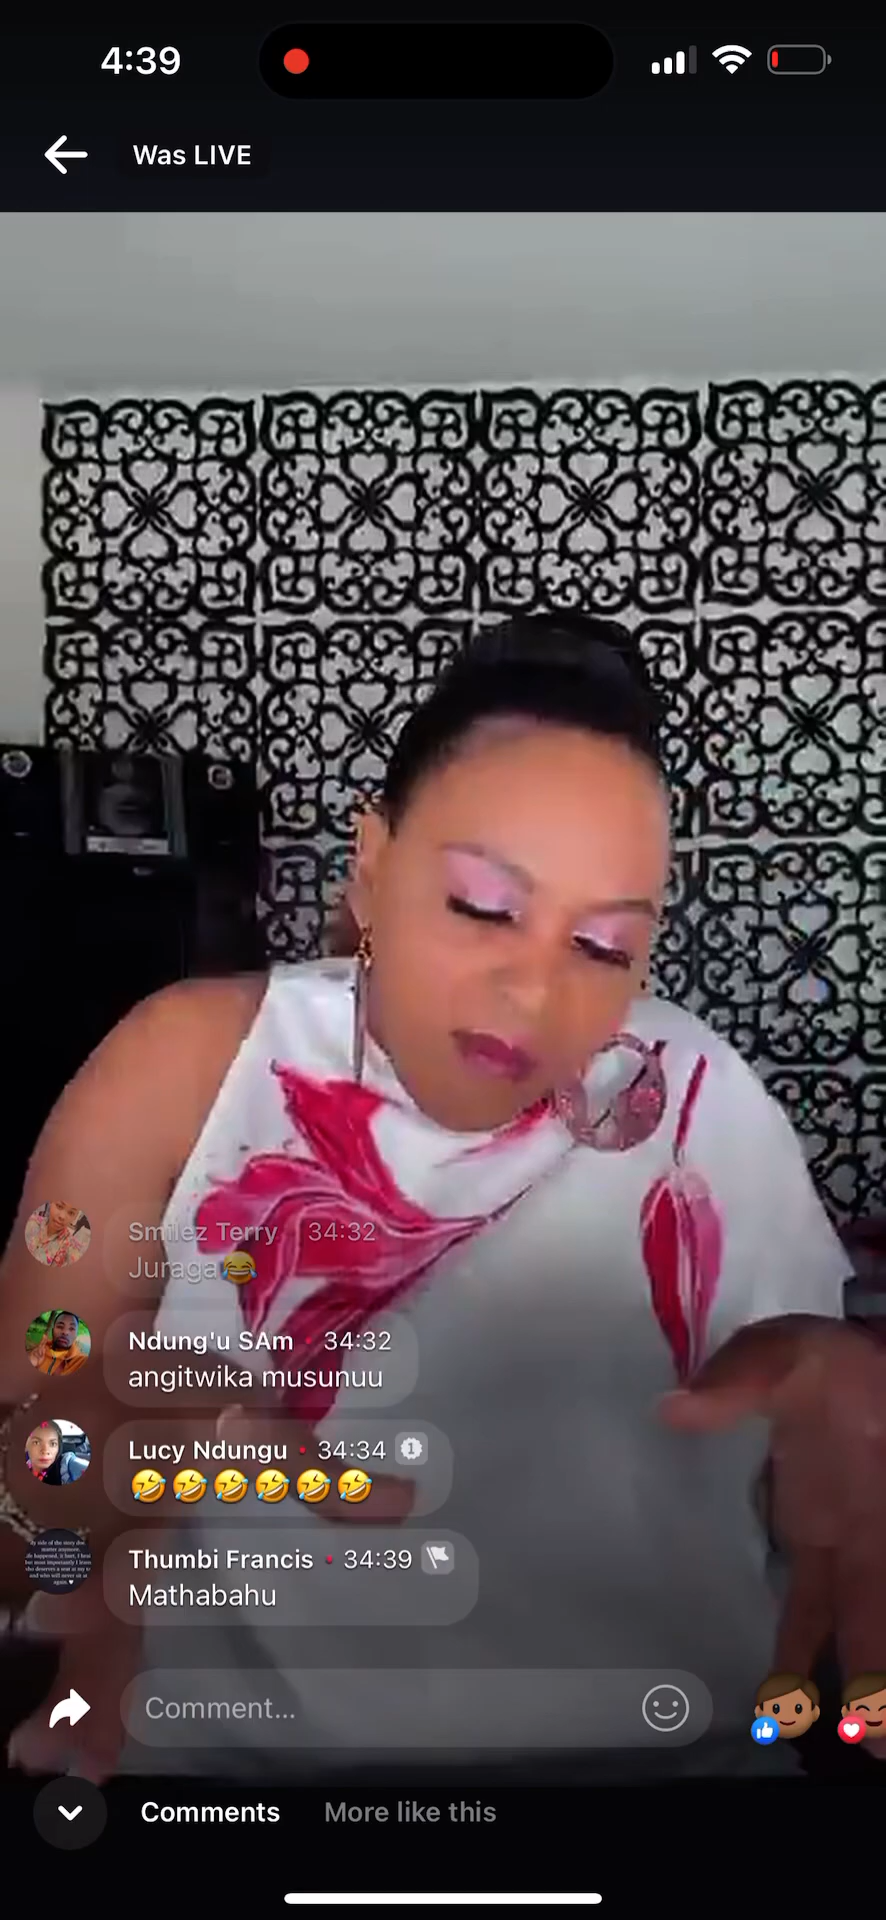 4:39
Was LIVE
Smilez Terry 34:32
Juraga😂
Ndung'u SAm • 34:32
angitwika musunuu
Lucy Ndungu • 34:34 1
🤣🤣🤣🤣🤣🤣
Thumbi Francis • 34:39
Mathabahu
Comment...
Comments
More like this